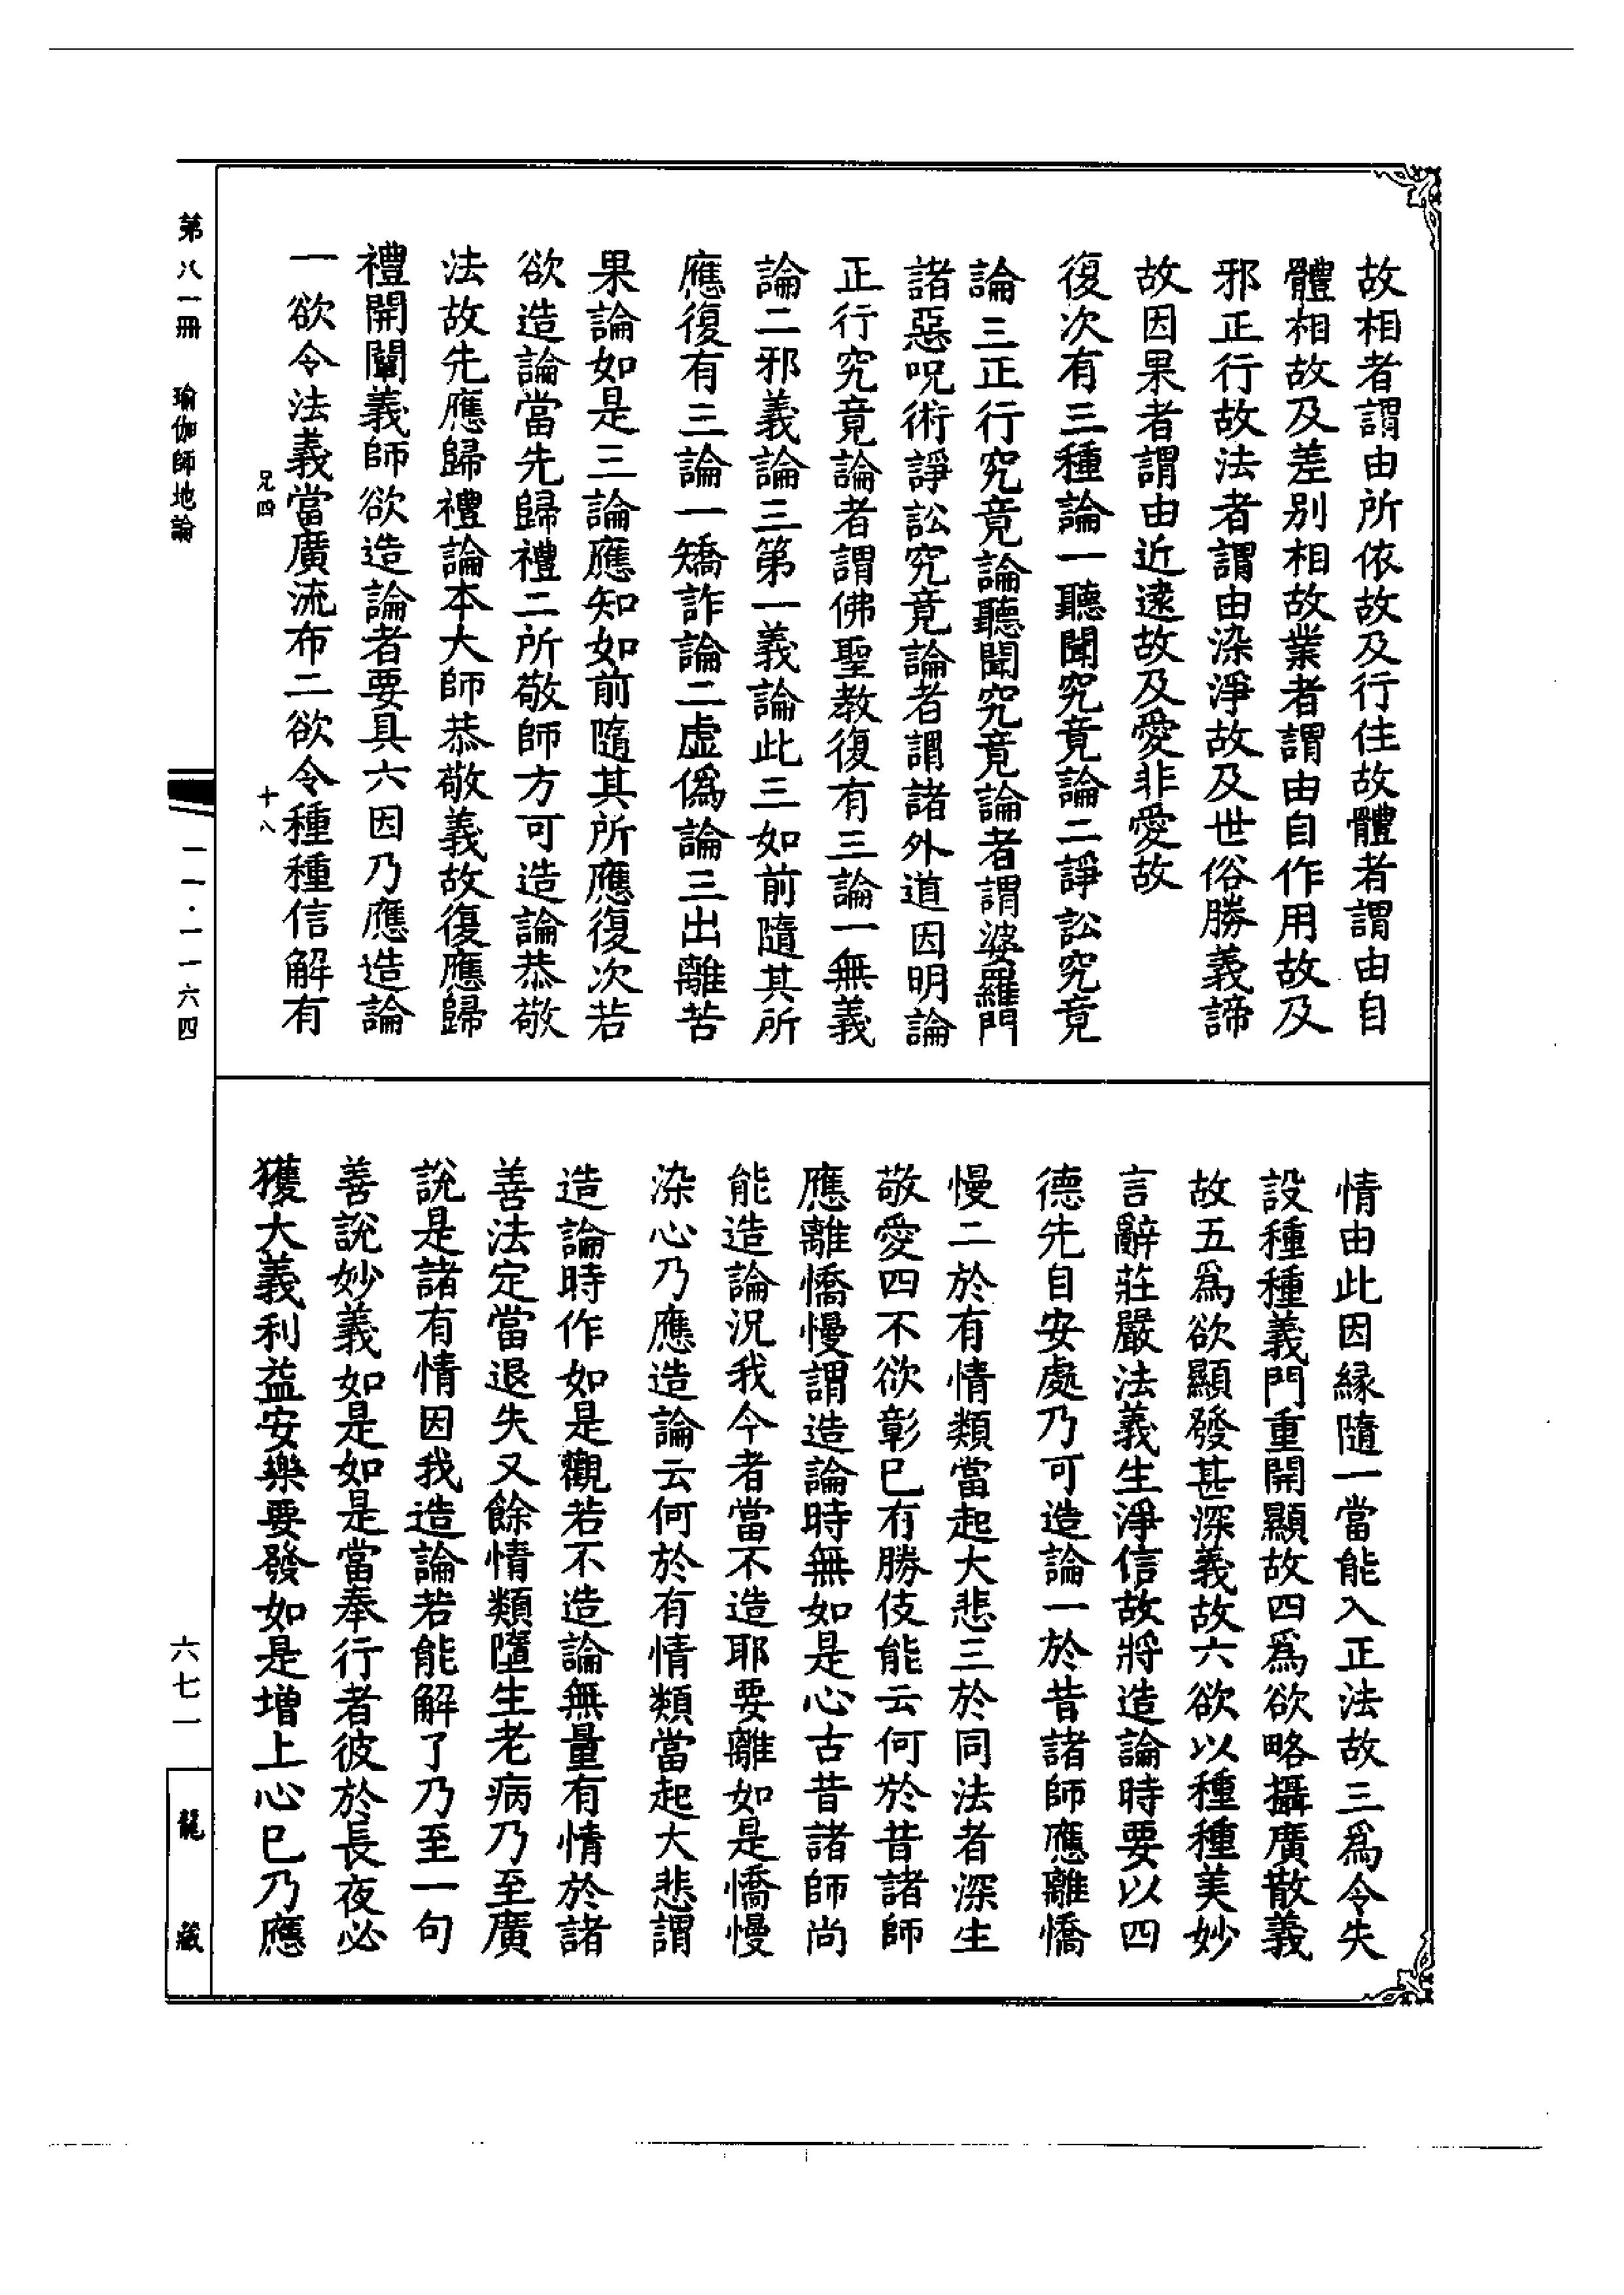 故相者謂由所依故及行住故體者謂由自
體相故及差别相故業者謂由自作用故及
邪正行故法者謂由染淨故及世俗勝義諦
故因果者謂由近遠故及愛非愛故
復次有三種論一聽聞究竟論二諍訟究竟
論三正行究竟論聽聞究竟論者謂婆羅門
諸惡呪術諍訟究竟論者謂諸外道因明論
正行究竟論者謂佛聖教復有三論一無義
論二邪義論三第一義論此三如前隨其所
應復有三論一矯詐論二虛僞論三出離苦
果論如是三論應知如前隨其所應復次若
欲造論當先歸禮二所敬師方可造論恭敬
法故先應歸禮論本大師恭敬義故復應歸
禮開闡義師欲造論者要具六因乃應造論
一欲令法義當廣流布二欲令種種信解有
兄四
十八
情由此因緣隨一當能入正法故三爲令失
設種種義門重開顯故四爲欲略攝廣散義
故五爲欲顯發甚深義故六欲以種種美妙
言辭莊嚴法義生淨信故將造論時要以四
德先自安處乃可造論一於昔諸師應離憍
慢二於有情類當起大悲三於同法者深生
敬愛四不欲彰已有勝伎能云何於昔諸師
應離憍慢謂造論時無如是心古昔諸師尚
能造論況我今者當不造耶要離如是憍慢
染心乃應造論云何於有情類當起大悲謂
造論時作如是觀若不造論無量有情於諸
善法定當退失又餘情類墮生老病乃至廣
說是諸有情因我造論若能解了乃至一句
善說妙義如是如是當奉行者彼於長夜必
獲大義利益安樂要發如是增上心已乃應
第八一冊
瑜伽師地論
一一·一一六四
六七一
龍藏